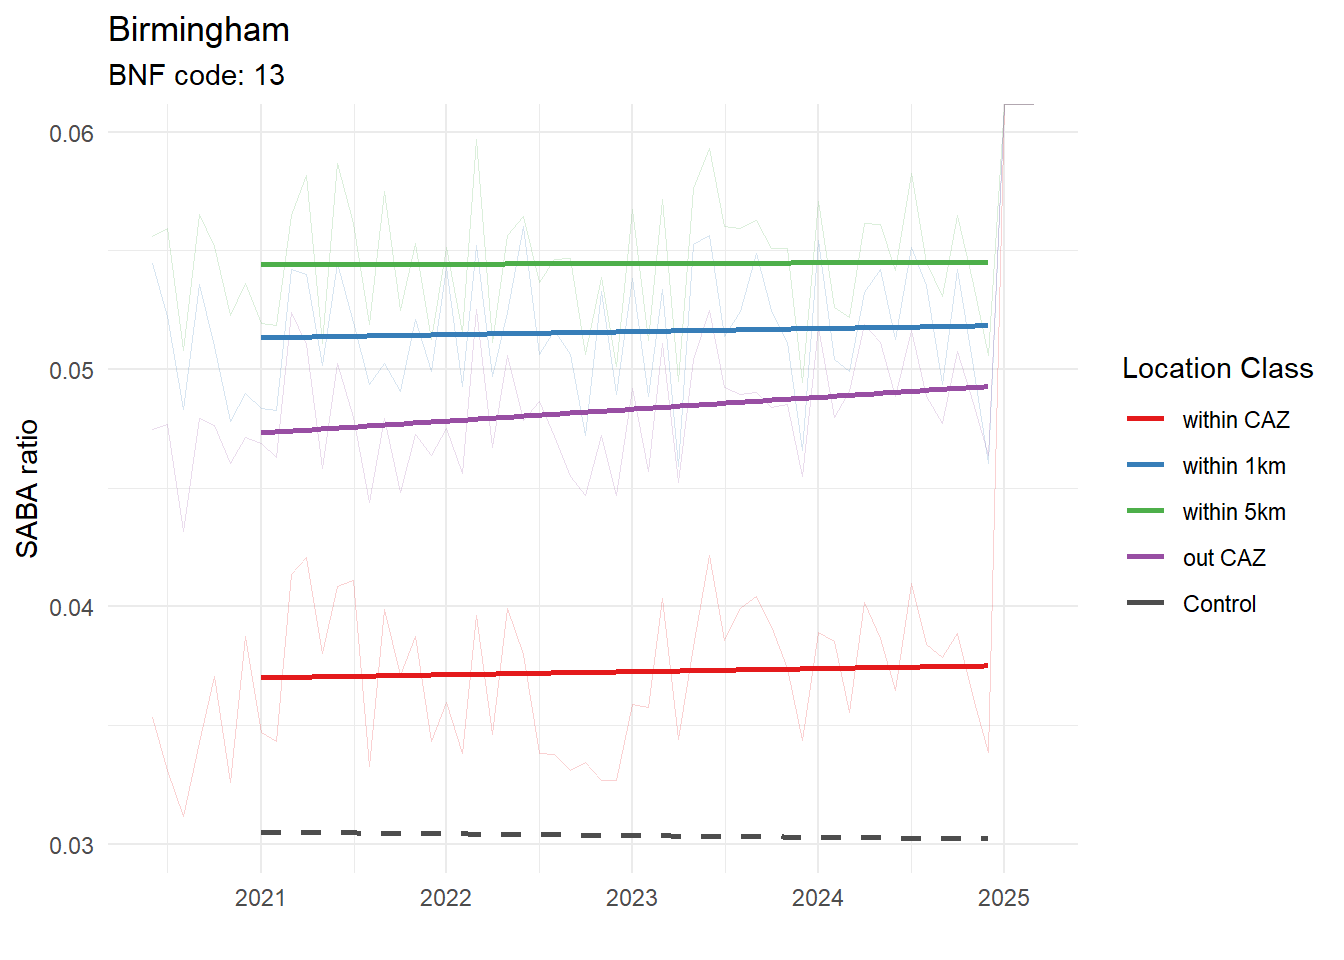 Birmingham
BNF code: 13
0.06
0.05
0.04
0.03
SABA ratio
2021
2022
2023
2024
2025
Location Class
within CAZ
within 1km
within 5km
out CAZ
Control